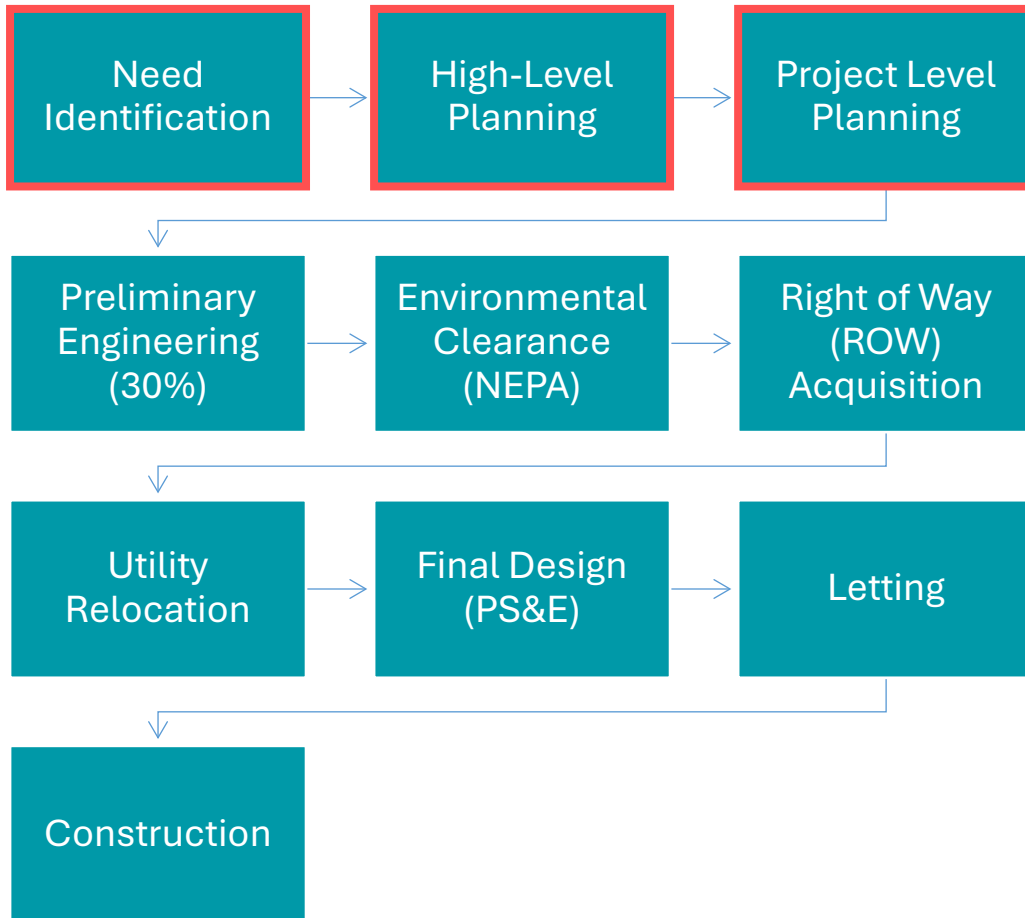 Need
Identification
High-Level
Planning
Project Level
Planning
Preliminary
Engineering
(30%)
Environmental
Clearance
(NEPA)
Right of Way
(ROW)
Acquisition
Utility
Relocation
Final Design
(PS&E)
Letting
Construction